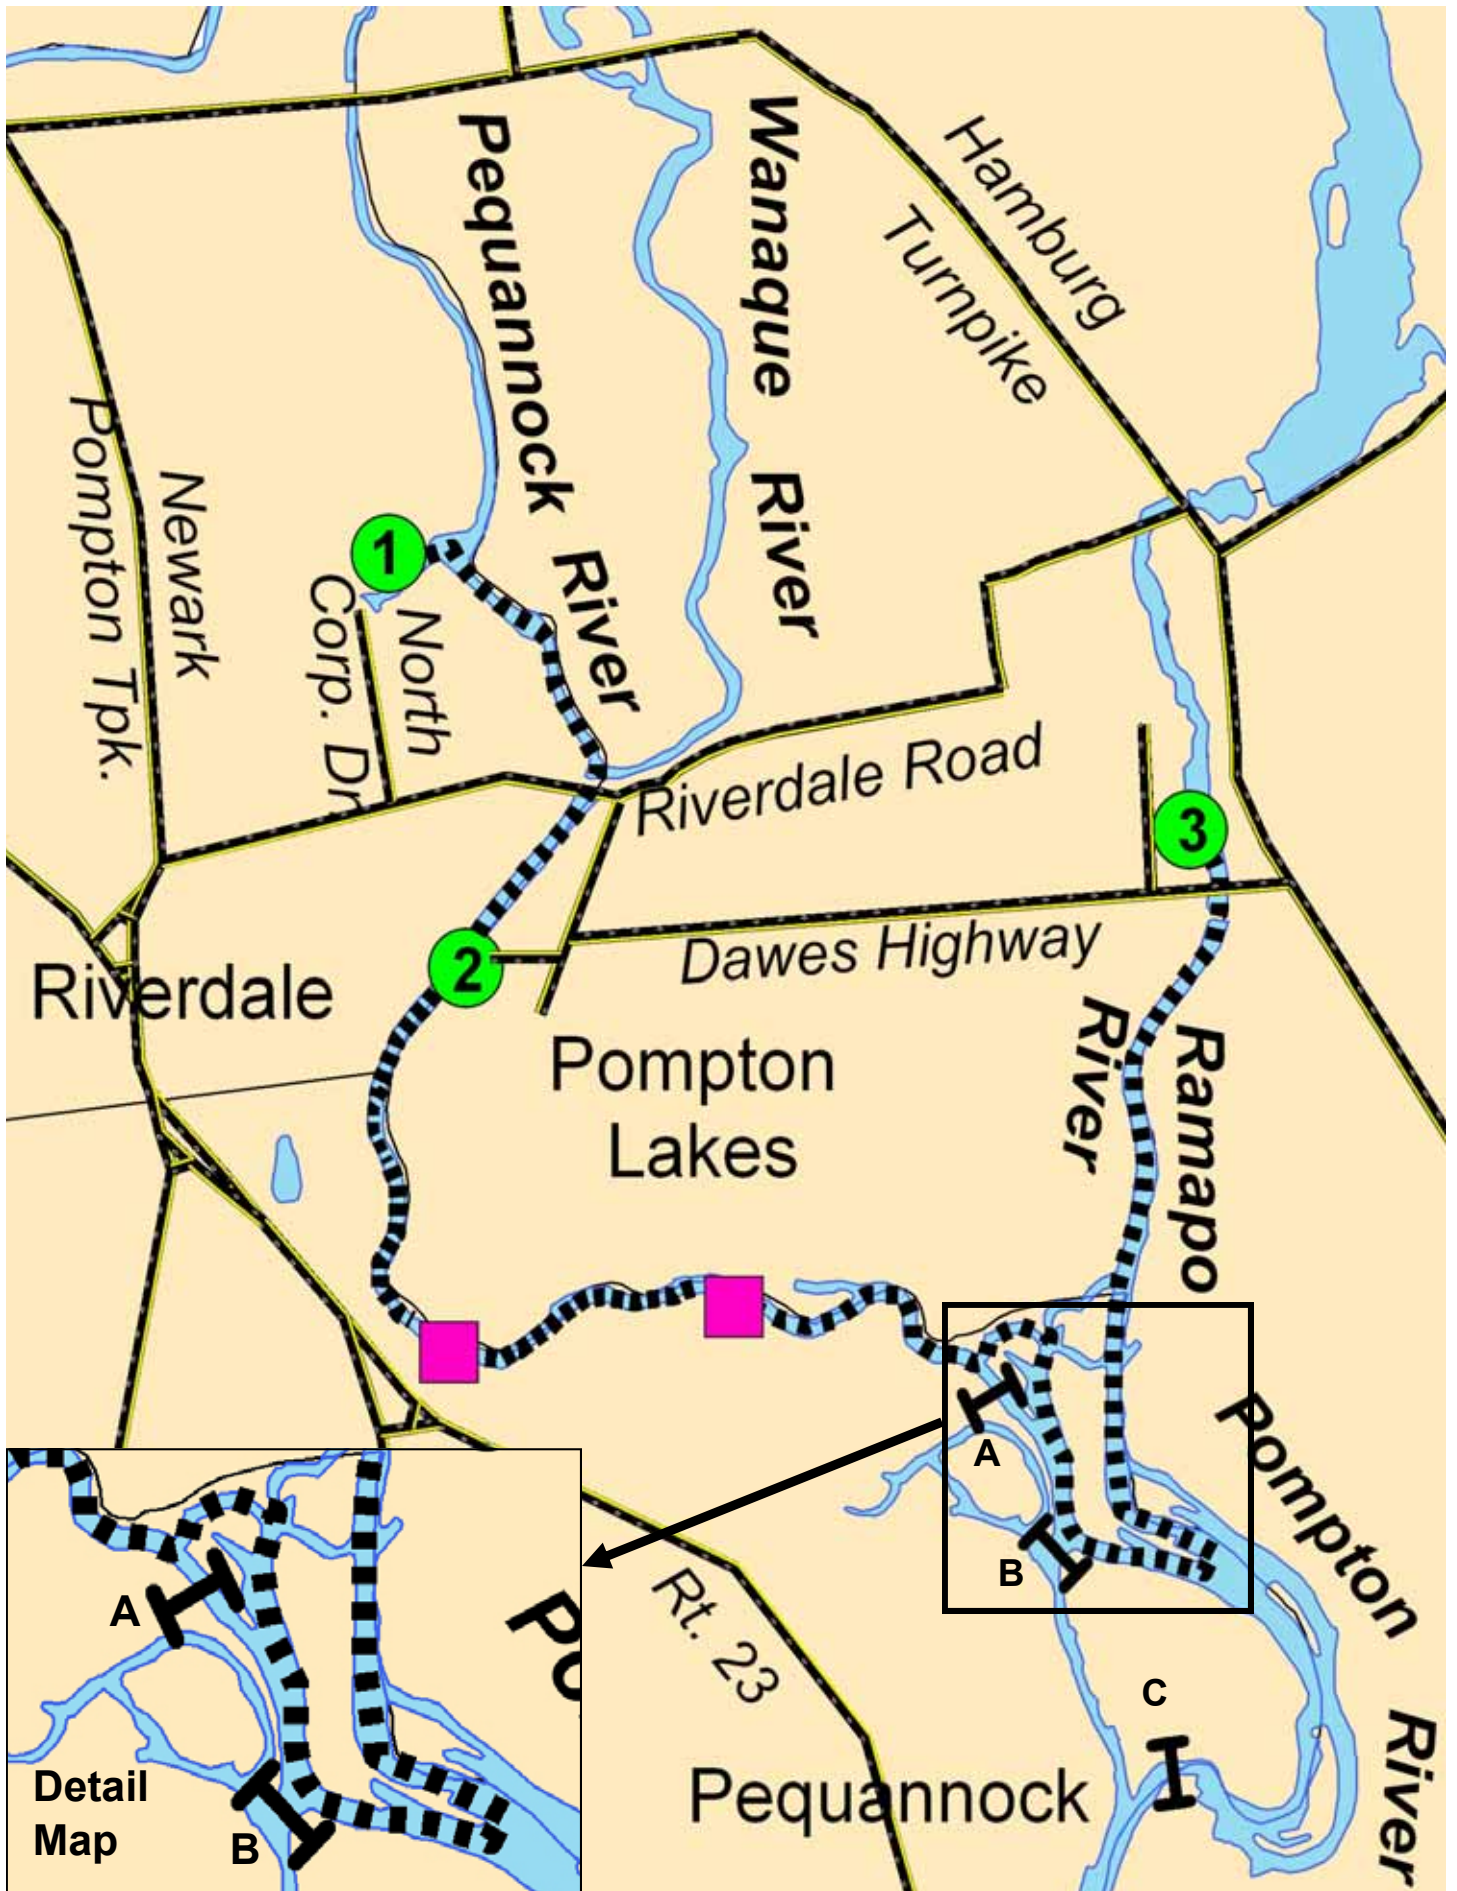 Pequannock
River
Wanaque
River
Hamburg
Turnpike
Newark
Pompton Tpk.
1
North
Corp. Dr
Riverdale Road
3
2
Dawes Highway
Riverdale
Pompton
Lakes
Ramapo
River
A
B
Pompton
River
C
Rt. 23
Pequannock
A
B
Detail
Map
Po